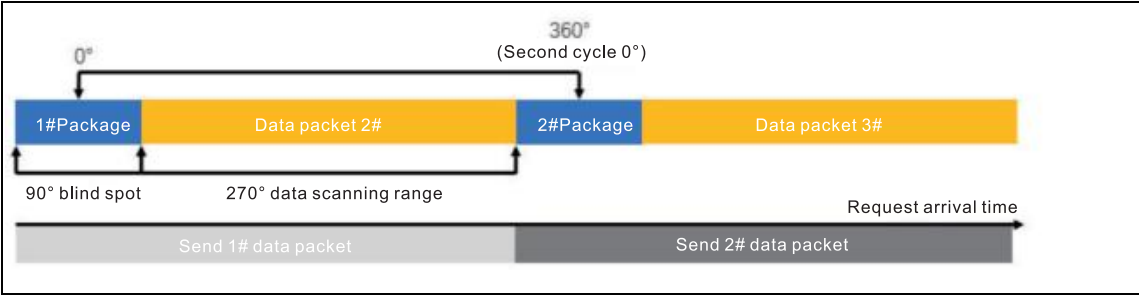 360°
(Second cycle 0°)
0°
1#Package
Data packet 2#
2#Package
Data packet 3#
90° blind spot
270° data scanning range
Request arrival time
Send 1# data packet
Send 2# data packet